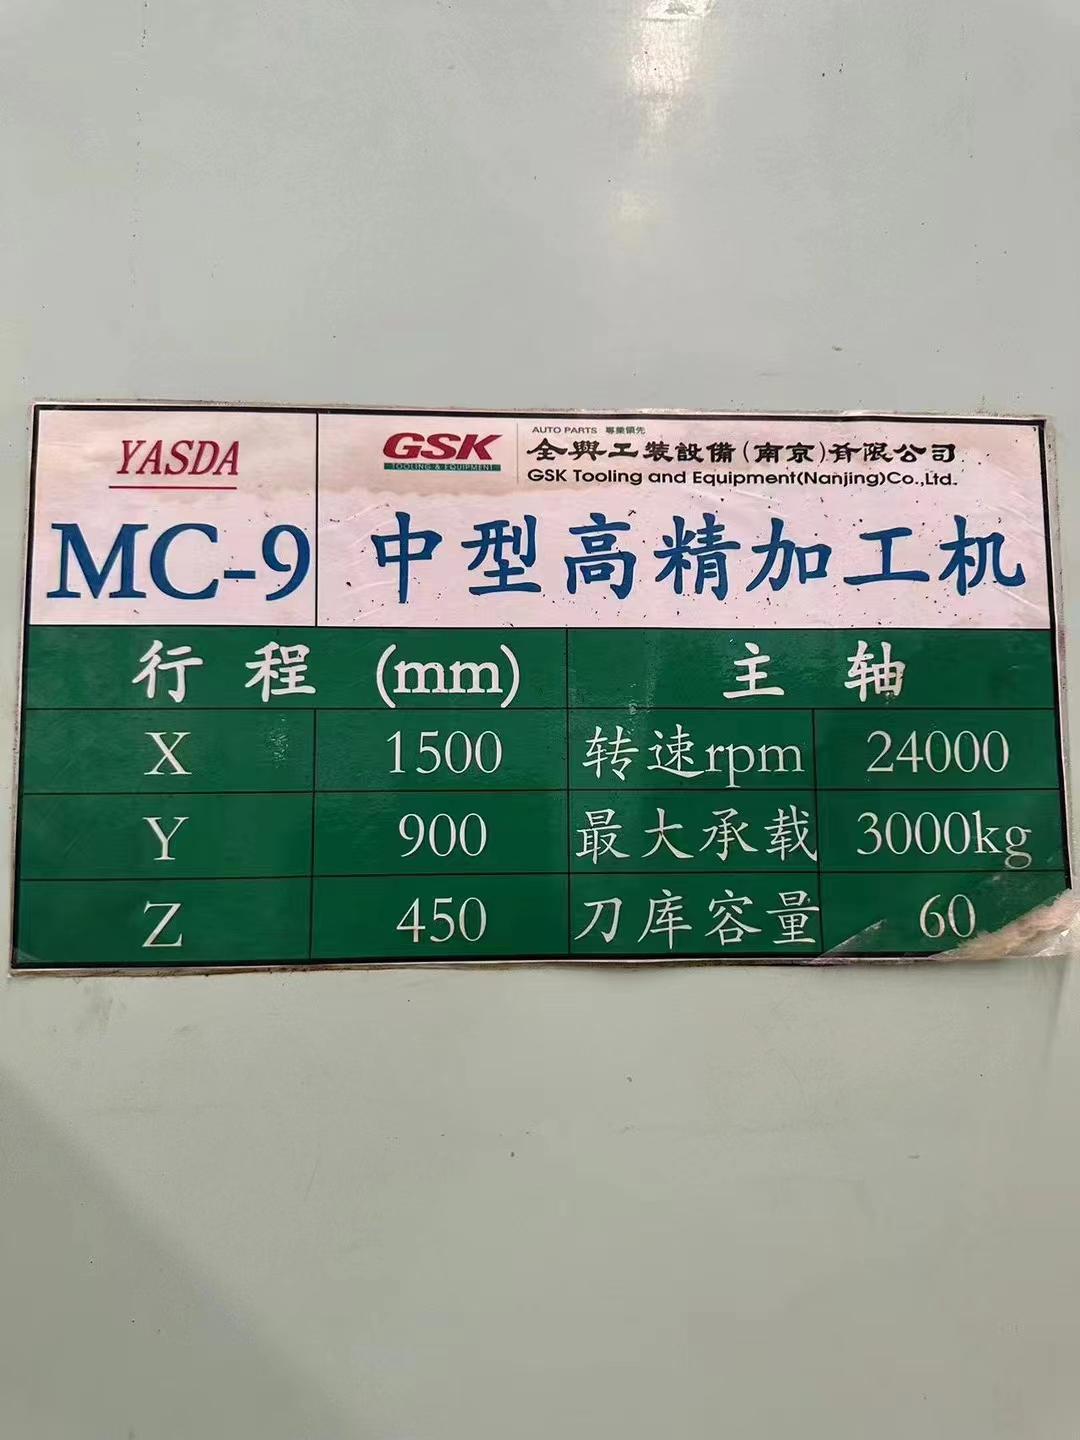 YASDA
GSK
TOOLING & EQUIPMENT
AUTO PARTS 專業領先
全興工裝設備(南京)有限公司
GSK Tooling and Equipment(Nanjing)Co.,Ltd.
MC-9 中型高精加工机
行程 (mm) 主轴
X 1500 转速rpm 24000
Y 900 最大承载 3000kg
Z 450 刀库容量 60